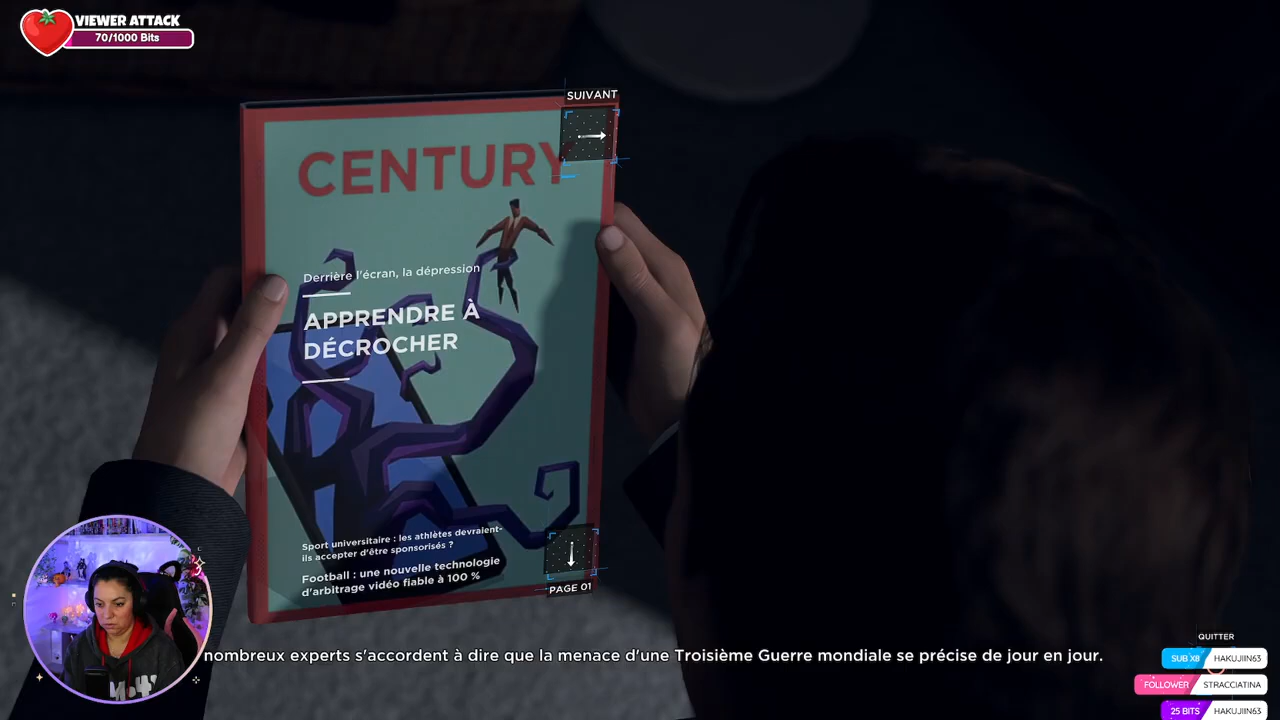 VIEWER ATTACK
70/1000 Bits
SUIVANT
CENTURY
Derrière l'écran, la dépression
APPRENDRE À
DÉCROCHER
Sport universitaire : les athlètes devraient-
ils accepter d'être sponsorisés ?
Football : une nouvelle technologie
d'arbitrage vidéo fiable à 100 %
PAGE 01
nombreux experts s'accordent à dire que la menace d'une Troisième Guerre mondiale se précise de jour en jour.
QUITTER
SUB X8 HAKUJIIN63
FOLLOWER STRACCIATINA
25 BITS HAKUJIIN63